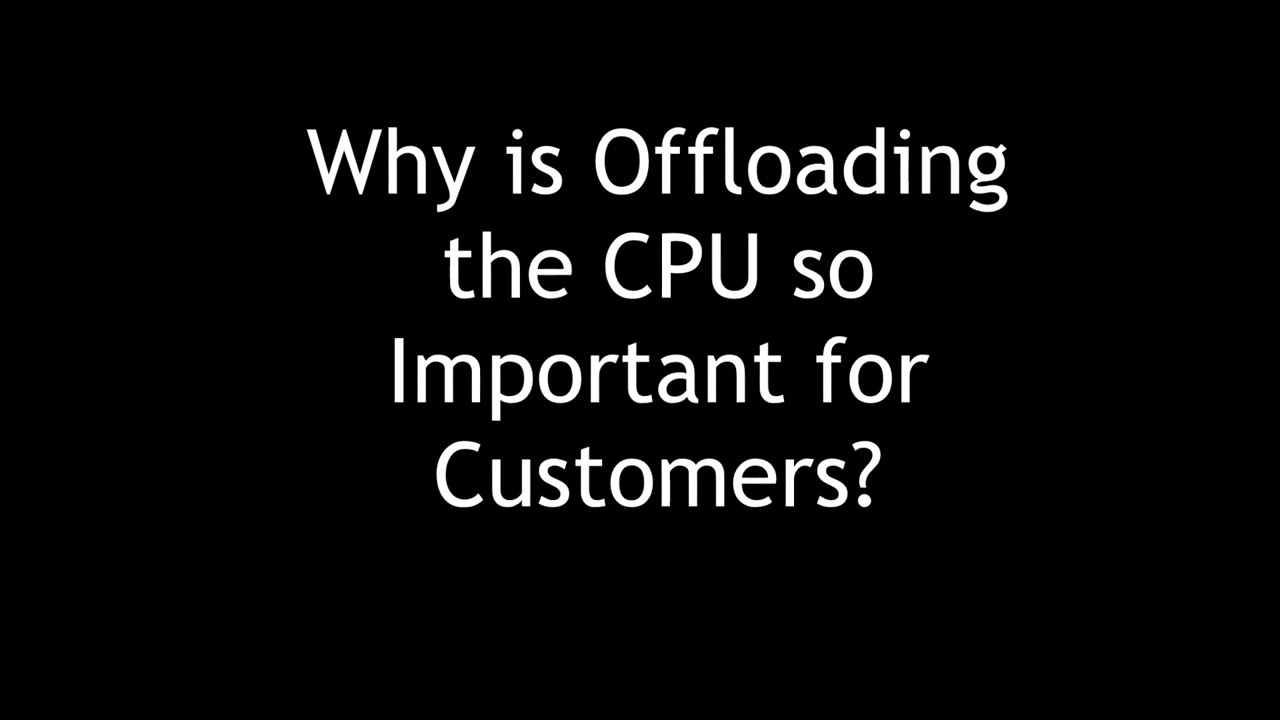 Why is Offloading
the CPU so
Important for
Customers?